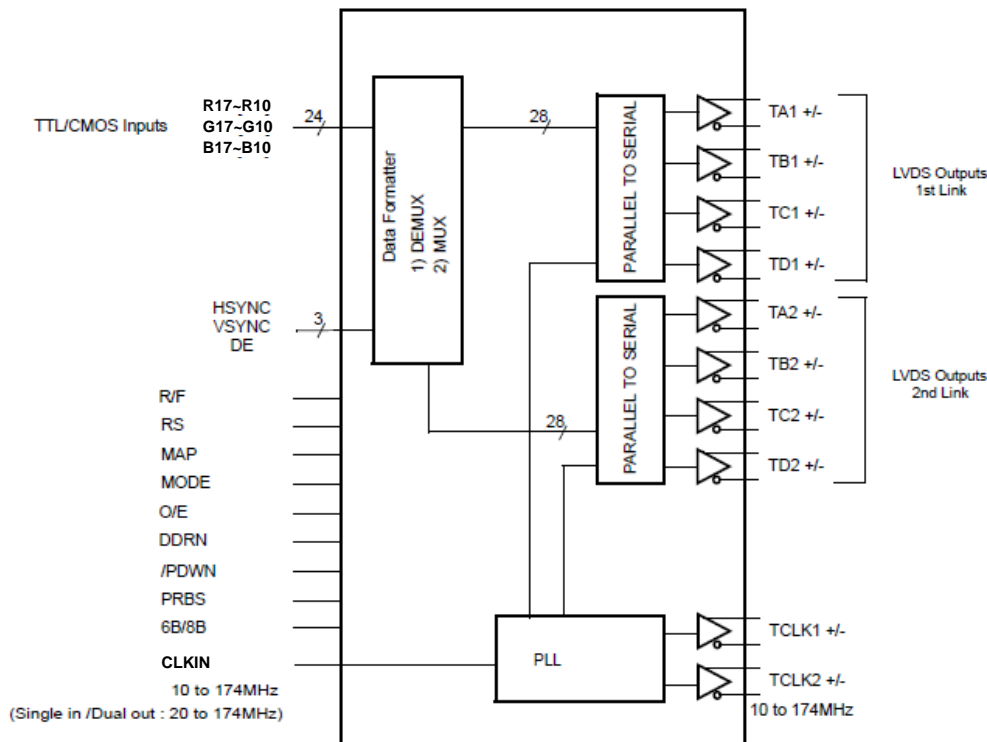 TTL/CMOS Inputs
R17~R10
G17~G10
B17~B10
24
HSYNC
VSYNC
DE
3
R/F
RS
MAP
MODE
O/E
DDRN
/PDWN
PRBS
6B/8B
CLKIN
10 to 174MHz
(Single in /Dual out : 20 to 174MHz)
Data Formatter
1) DEMUX
2) MUX
28
28
PARALLEL TO SERIAL
PARALLEL TO SERIAL
PLL
TA1 +/-
TB1 +/-
TC1 +/-
TD1 +/-
LVDS Outputs
1st Link
TA2 +/-
TB2 +/-
TC2 +/-
TD2 +/-
LVDS Outputs
2nd Link
TCLK1 +/-
TCLK2 +/-
10 to 174MHz